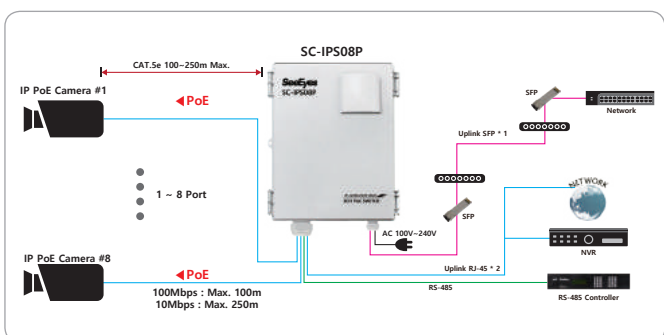 SC-IPS08P
CAT.5e 100~250m Max.
IP PoE Camera #1
PoE
SeeEyes
SC-IPS08P
SFP
Network
Uplink SFP * 1
1 ~ 8 Port
SFP
NETWORK
AC 100V~240V
NVR
IP PoE Camera #8
PoE
Uplink RJ-45 * 2
RS-485
100Mbps : Max. 100m
10Mbps : Max. 250m
RS-485 Controller